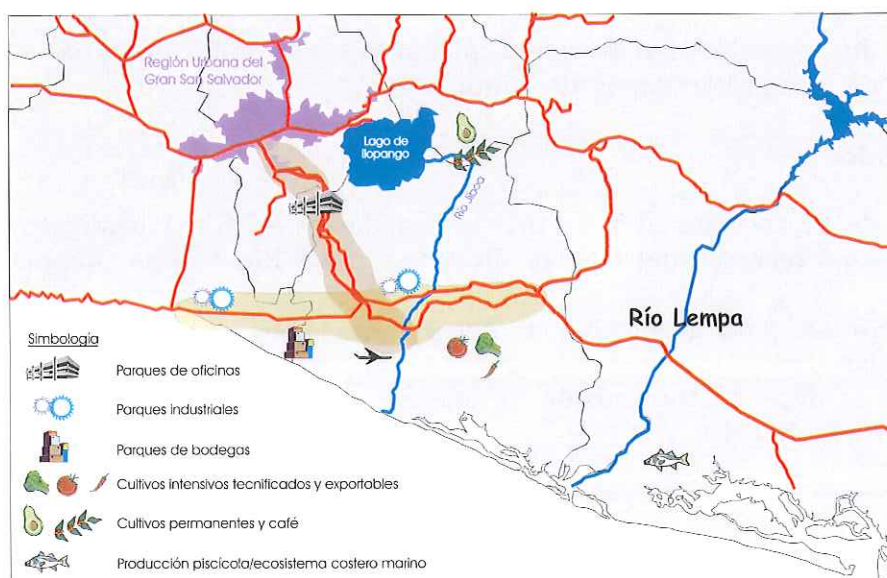 Región Urbana del
Gran San Salvador
Lago de
Ilopango
Río Jiboa
Río Lempa
Simbología
Parques de oficinas
Parques industriales
Parques de bodegas
Cultivos intensivos tecnificados y exportables
Cultivos permanentes y café
Producción piscícola/ecosistema costero marino